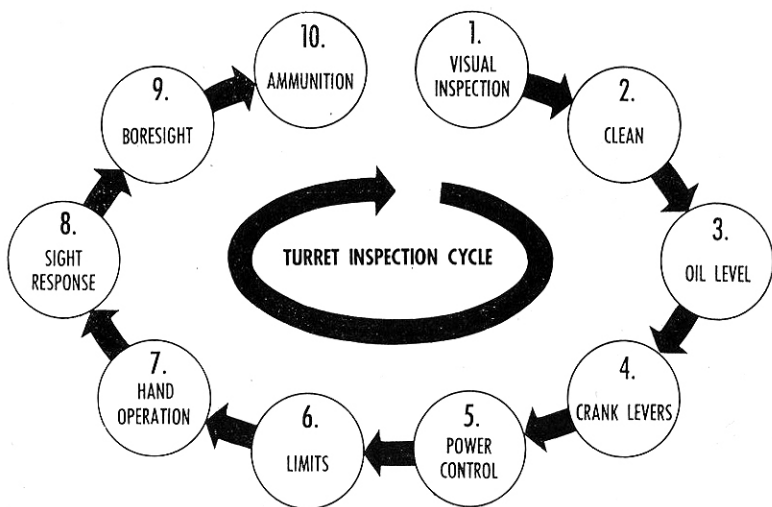 1.
VISUAL
INSPECTION
2.
CLEAN
3.
OIL LEVEL
4.
CRANK LEVERS
5.
POWER
CONTROL
6.
LIMITS
7.
HAND
OPERATION
8.
SIGHT
RESPONSE
9.
BORESIGHT
10.
AMMUNITION
TURRET INSPECTION CYCLE